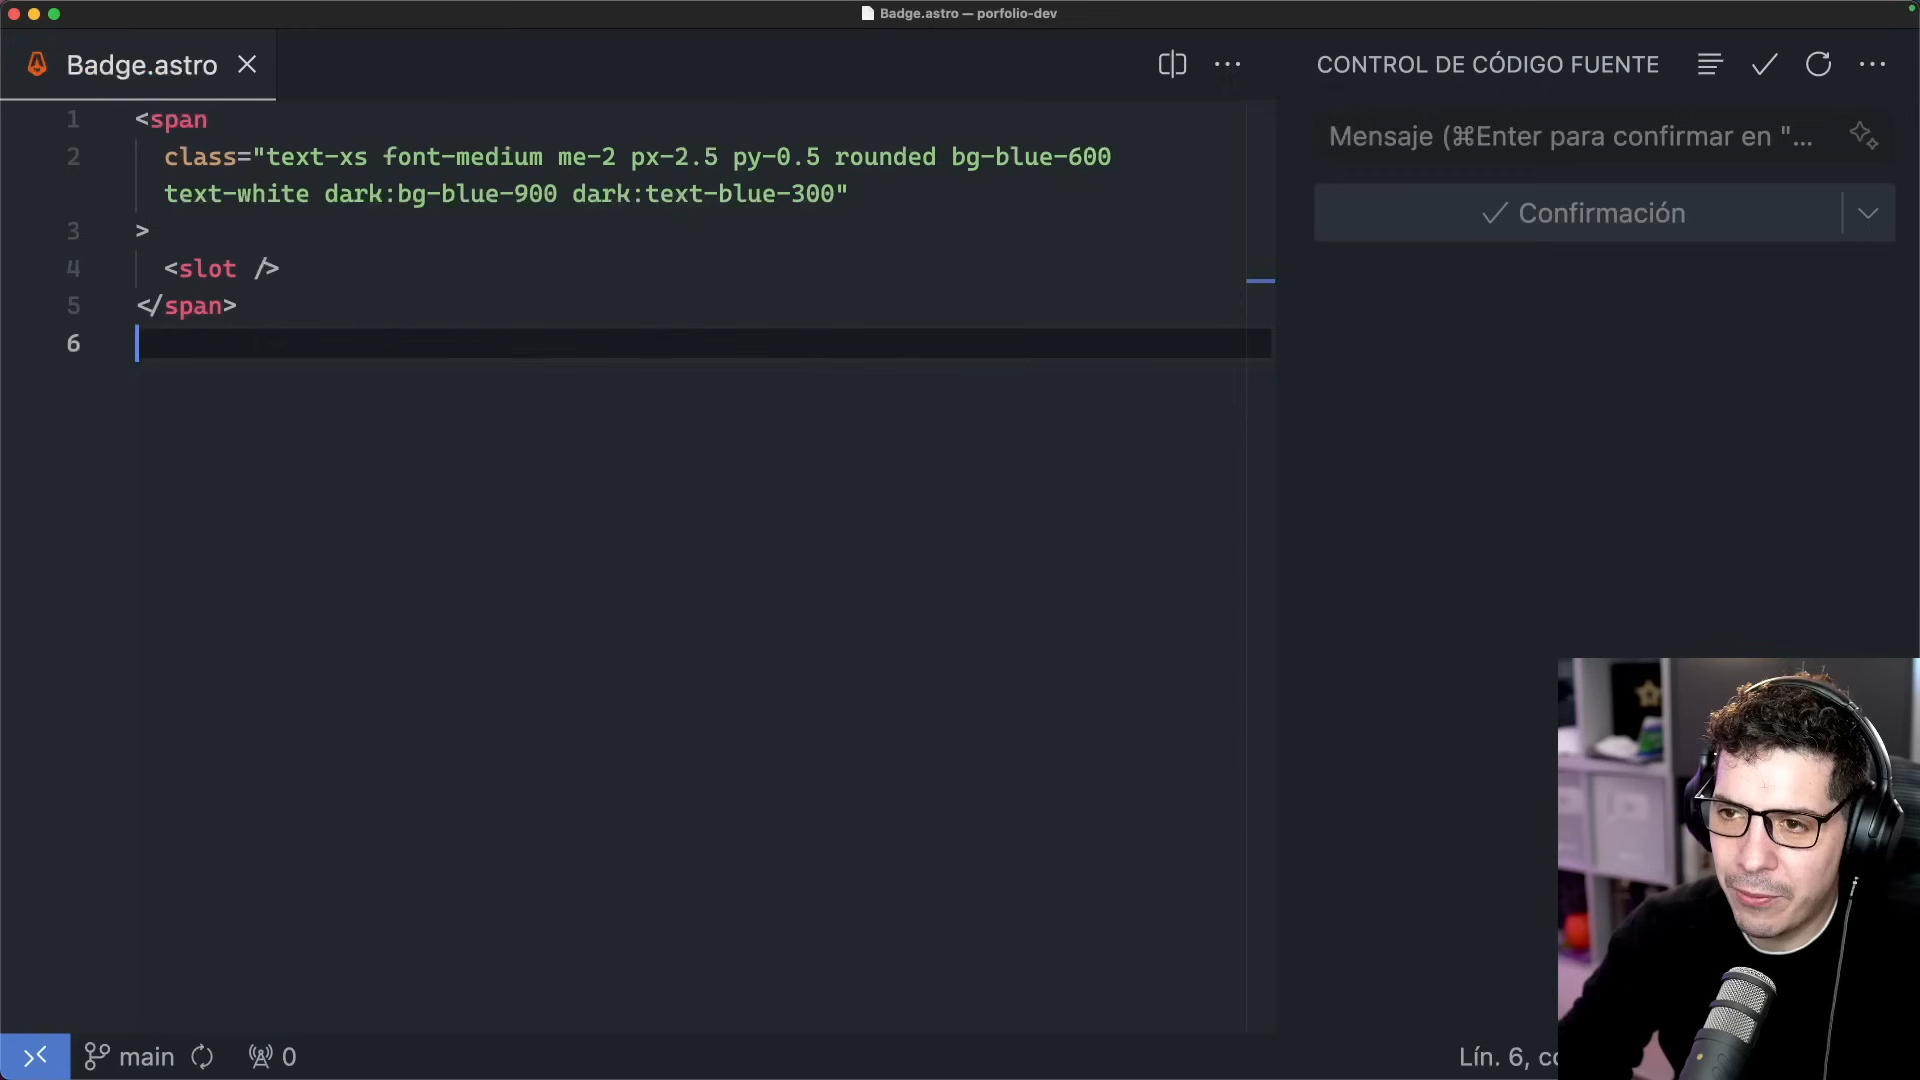 Badge.astro — porfolio-dev
Badge.astro
CONTROL DE CÓDIGO FUENTE
1 <span
2 class="text-xs font-medium me-2 px-2.5 py-0.5 rounded bg-blue-600
text-white dark:bg-blue-900 dark:text-blue-300"
3 >
4 <slot />
5 </span>
6
Mensaje (⌘Enter para confirmar en "...
✓ Confirmación
main
0
Lín. 6,